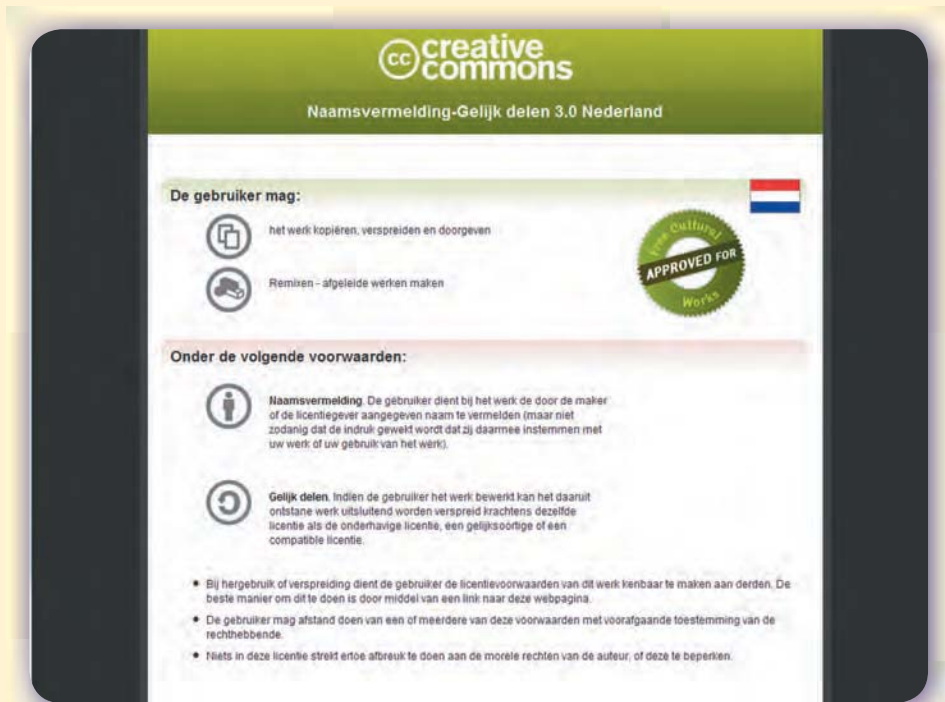 cc creative
commons
Naamsvermelding-Gelijk delen 3.0 Nederland
De gebruiker mag:
het werk kopiëren, verspreiden en doorgeven
Remixen - afgeleide werken maken
Free Cultural
APPROVED FOR
Works
Onder de volgende voorwaarden:
Naamsvermelding. De gebruiker dient bij het werk de door de maker
of de licentiegever aangegeven naam te vermelden (maar niet
zodanig dat de indruk gewekt wordt dat zij daarmee instemmen met
uw werk of uw gebruik van het werk).
Gelijk delen. Indien de gebruiker het werk bewerkt kan het daaruit
ontstane werk uitsluitend worden verspreid krachtens dezelfde
licentie als de onderhavige licentie, een gelijksoortige of een
compatible licentie.
• Bij hergebruik of verspreiding dient de gebruiker de licentievoorwaarden van dit werk kenbaar te maken aan derden. De
beste manier om dit te doen is door middel van een link naar deze webpagina.
• De gebruiker mag afstand doen van een of meerdere van deze voorwaarden met voorafgaande toestemming van de
rechthebbende.
• Niets in deze licentie strekt ertoe afbreuk te doen aan de morele rechten van de auteur, of deze te beperken.